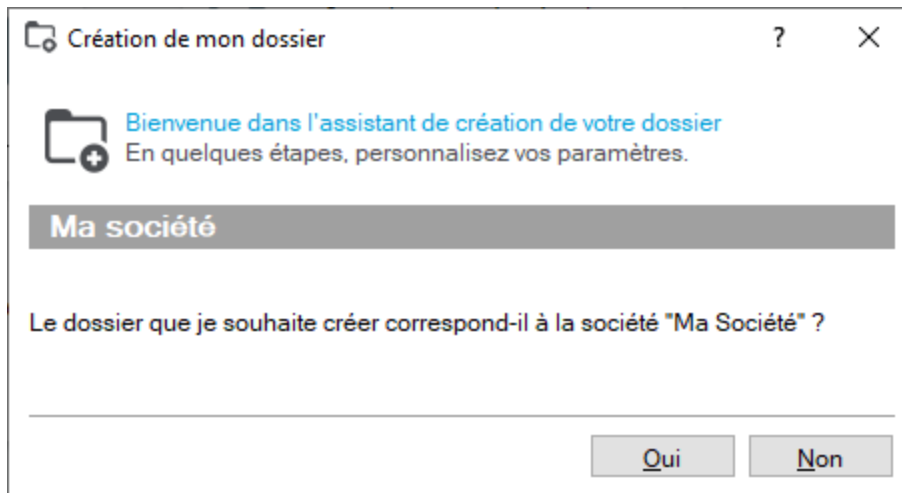 Création de mon dossier
?
Bienvenue dans l'assistant de création de votre dossier
En quelques étapes, personnalisez vos paramètres.
Ma société
Le dossier que je souhaite créer correspond-il à la société "Ma Société" ?
Oui Non